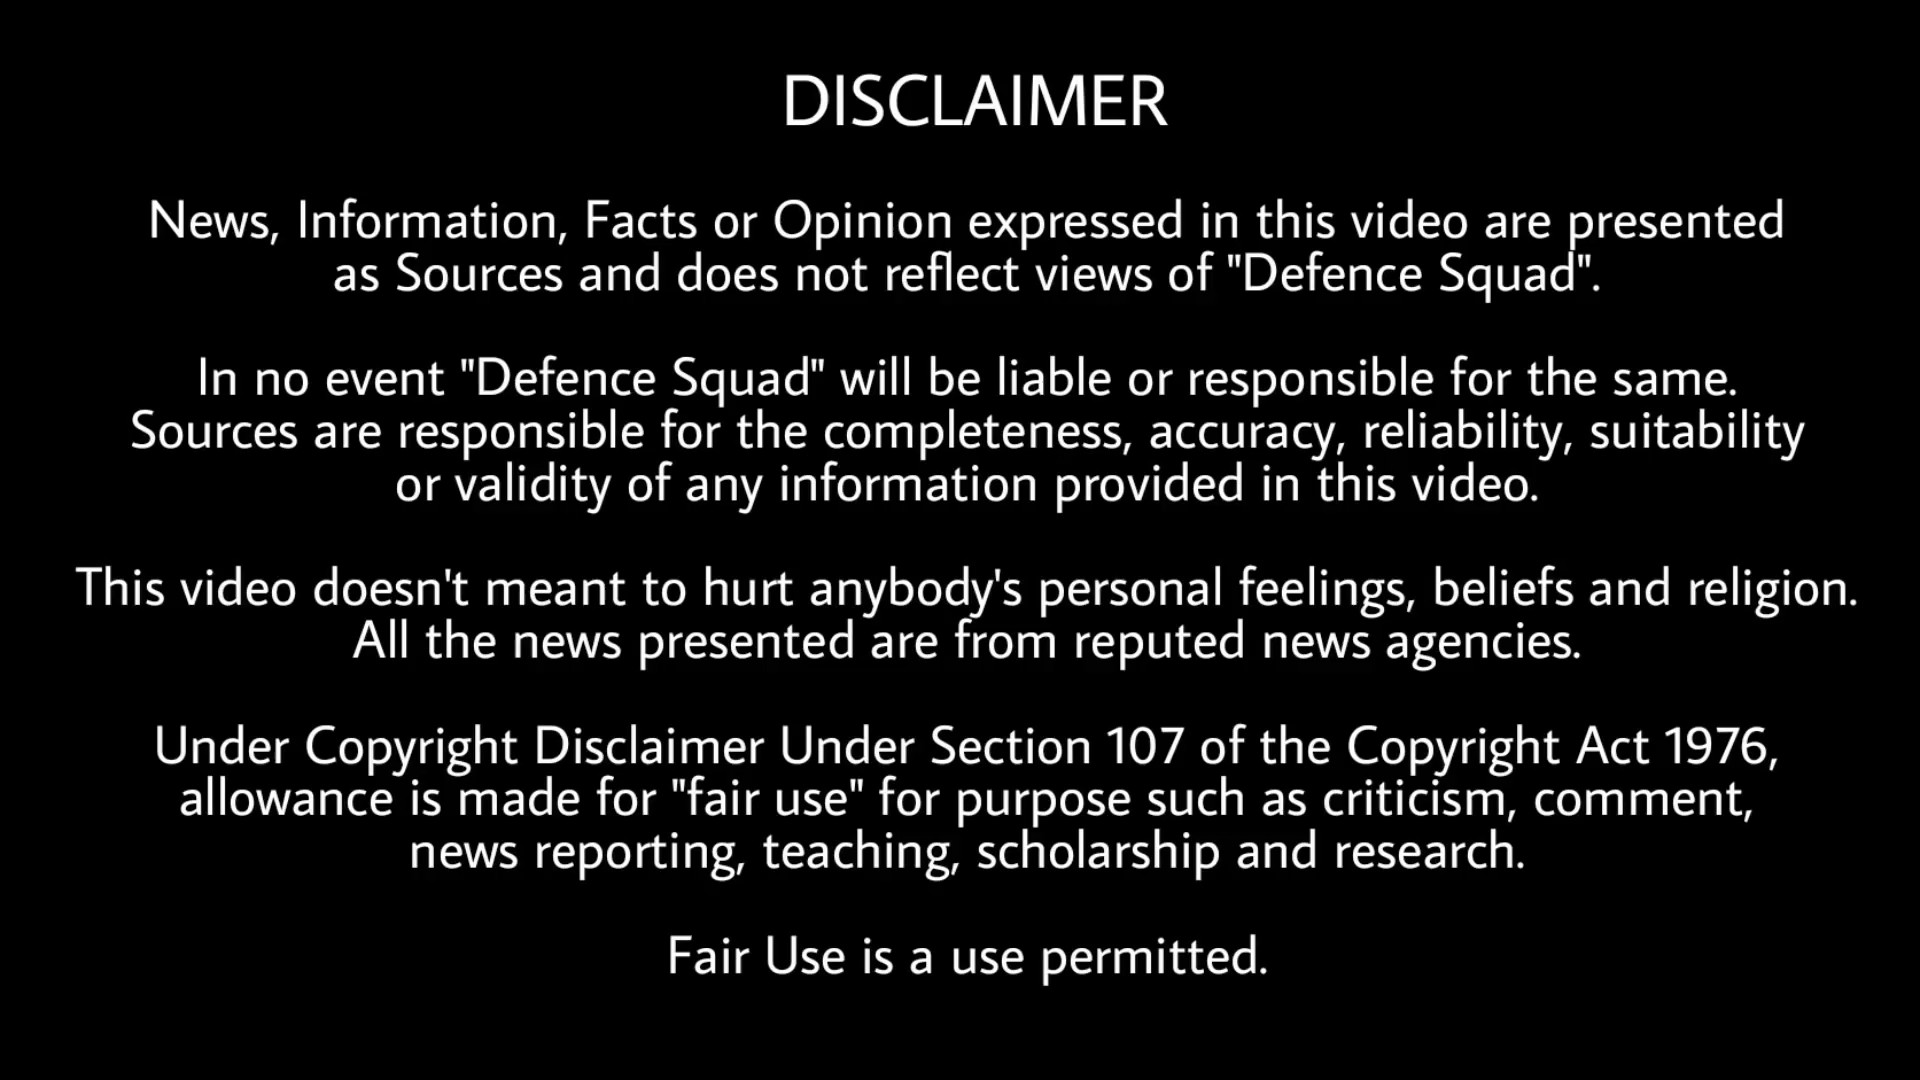 DISCLAIMER
News, Information, Facts or Opinion expressed in this video are presented
as Sources and does not reflect views of "Defence Squad".
In no event "Defence Squad" will be liable or responsible for the same.
Sources are responsible for the completeness, accuracy, reliability, suitability
or validity of any information provided in this video.
This video doesn't meant to hurt anybody's personal feelings, beliefs and religion.
All the news presented are from reputed news agencies.
Under Copyright Disclaimer Under Section 107 of the Copyright Act 1976,
allowance is made for "fair use" for purpose such as criticism, comment,
news reporting, teaching, scholarship and research.
Fair Use is a use permitted.